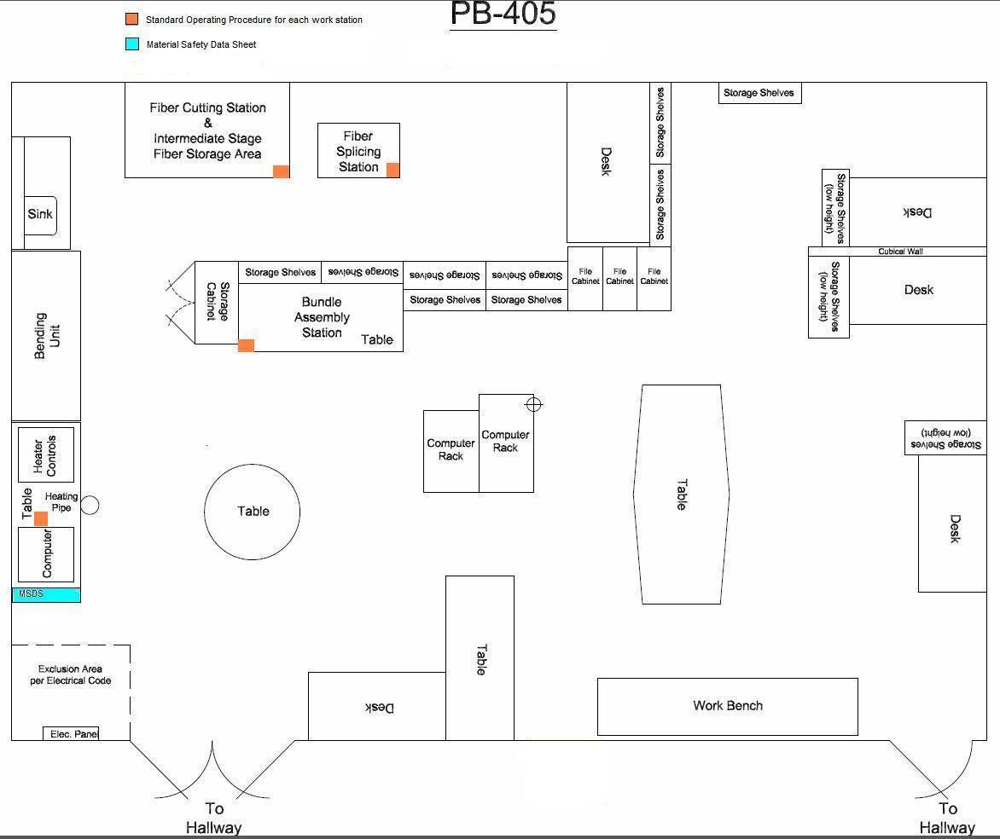 PB-405
Standard Operating Procedure for each work station
Material Safety Data Sheet
Fiber Cutting Station
&
Intermediate Stage
Fiber Storage Area
Fiber
Splicing
Station
Desk
Storage Shelves
Storage Shelves
Storage Shelves
Sink
Storage Shelves
(low height)
Desk
Cubical Wall
Storage Shelves
(low height)
Desk
Storage
Cabinet
Storage Shelves
Storage Shelves
Storage Shelves
Storage Shelves
Storage Shelves
Storage Shelves
File
Cabinet
File
Cabinet
File
Cabinet
Bundle
Assembly
Station
Table
Bending
Unit
Computer
Rack
Computer
Rack
Storage Shelves
(low height)
Heater
Controls
Table
Heating
Pipe
Computer
MSDS
Table
Table
Desk
Exclusion Area
per Electrical Code
Elec. Panel
Desk
Table
Work Bench
To
Hallway
To
Hallway